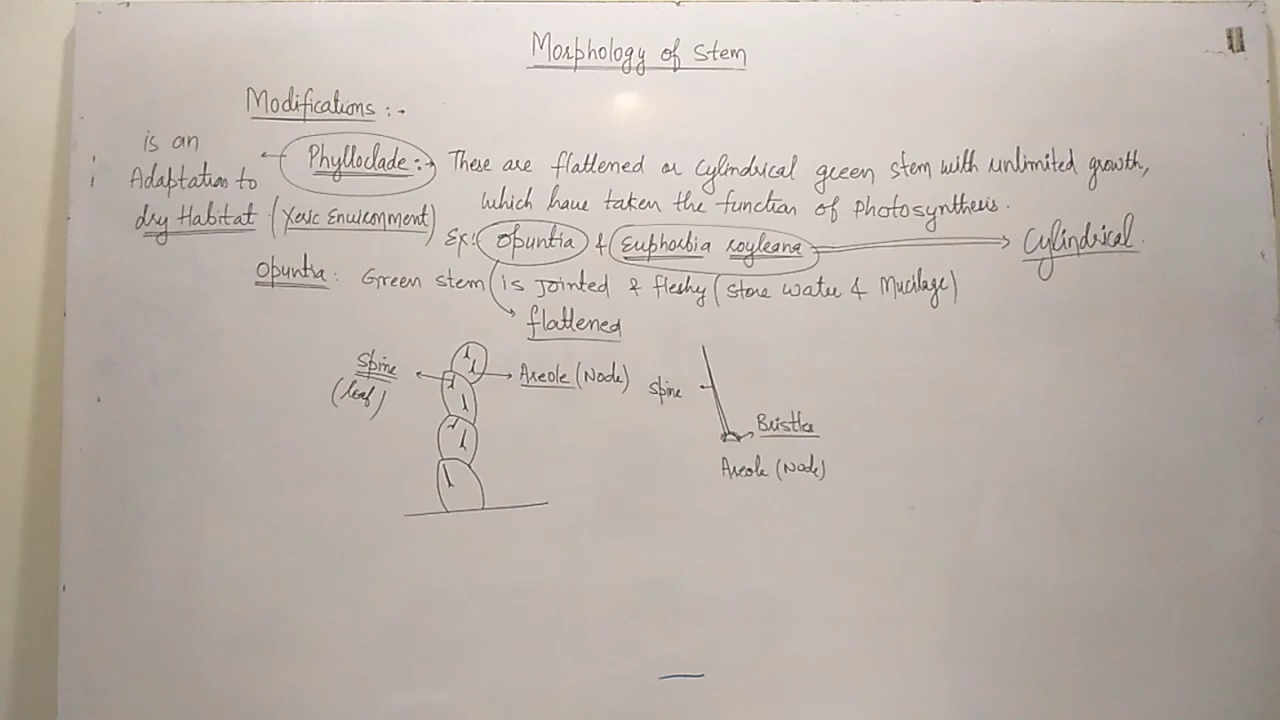 Morphology of Stem
Modifications :-
is an
Adaptation to
dry Habitat (Xeric Environment)
Phylloclade:→ These are flattened or cylindrical green stem with unlimited growth,
which have taken the function of Photosynthesis.
Ex:- Opuntia & Euphorbia royleana → Cylindrical
Opuntia: Green stem is Jointed & fleshy (store water & Mucilage)
flattened
Spine
(leaf)
Areole (Node)
Spine
Bristles
Areole (Node)